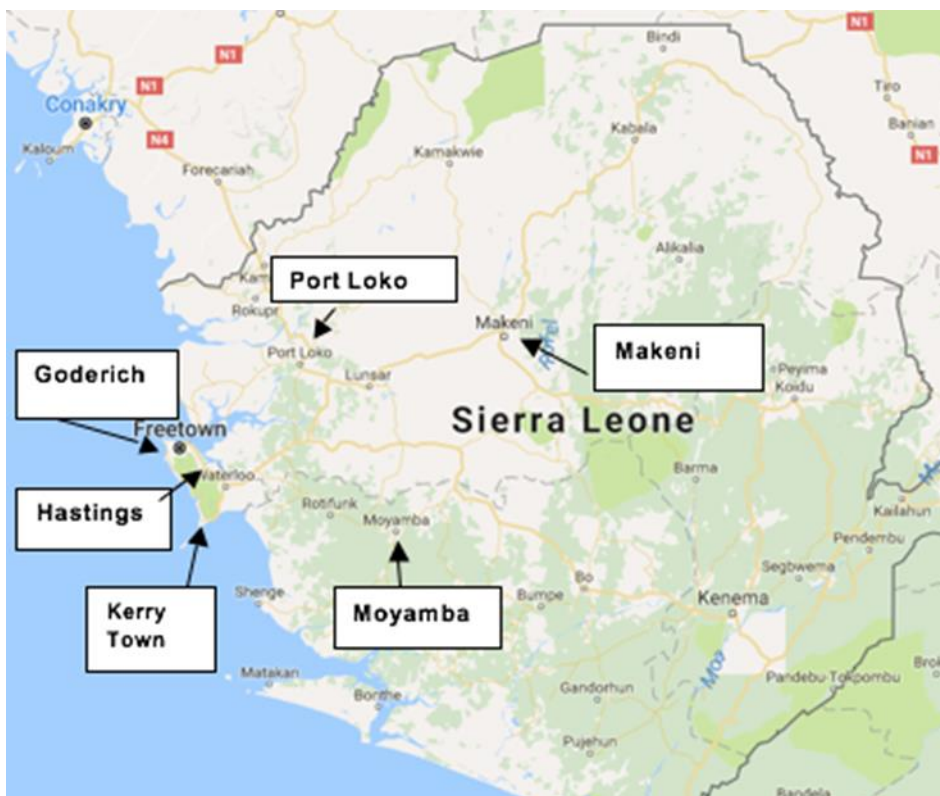 Bindi
N1
N1
Tiro
N1
Conakry
Banian
Kabala
N4
Kaloum
Kamakwie
N1
Forecariah
Alikalia
Port Loko
Rokupr
Makeni
Port Loko
Makeni
Goderich
Peyima
Lunsar
Koidu
Sierra Leone
Freetown
Barma
Waterloo
Hastings
Rotifunk
Moyamba
Kailahun
Pendembu
Segbwema
Bo
Shenge
Bumpe
Kenema
Kerry
Town
Moyamba
Matakan
Moa
Pandebu-Tokpombu
Bonthe
Gandorhun
Pujehun